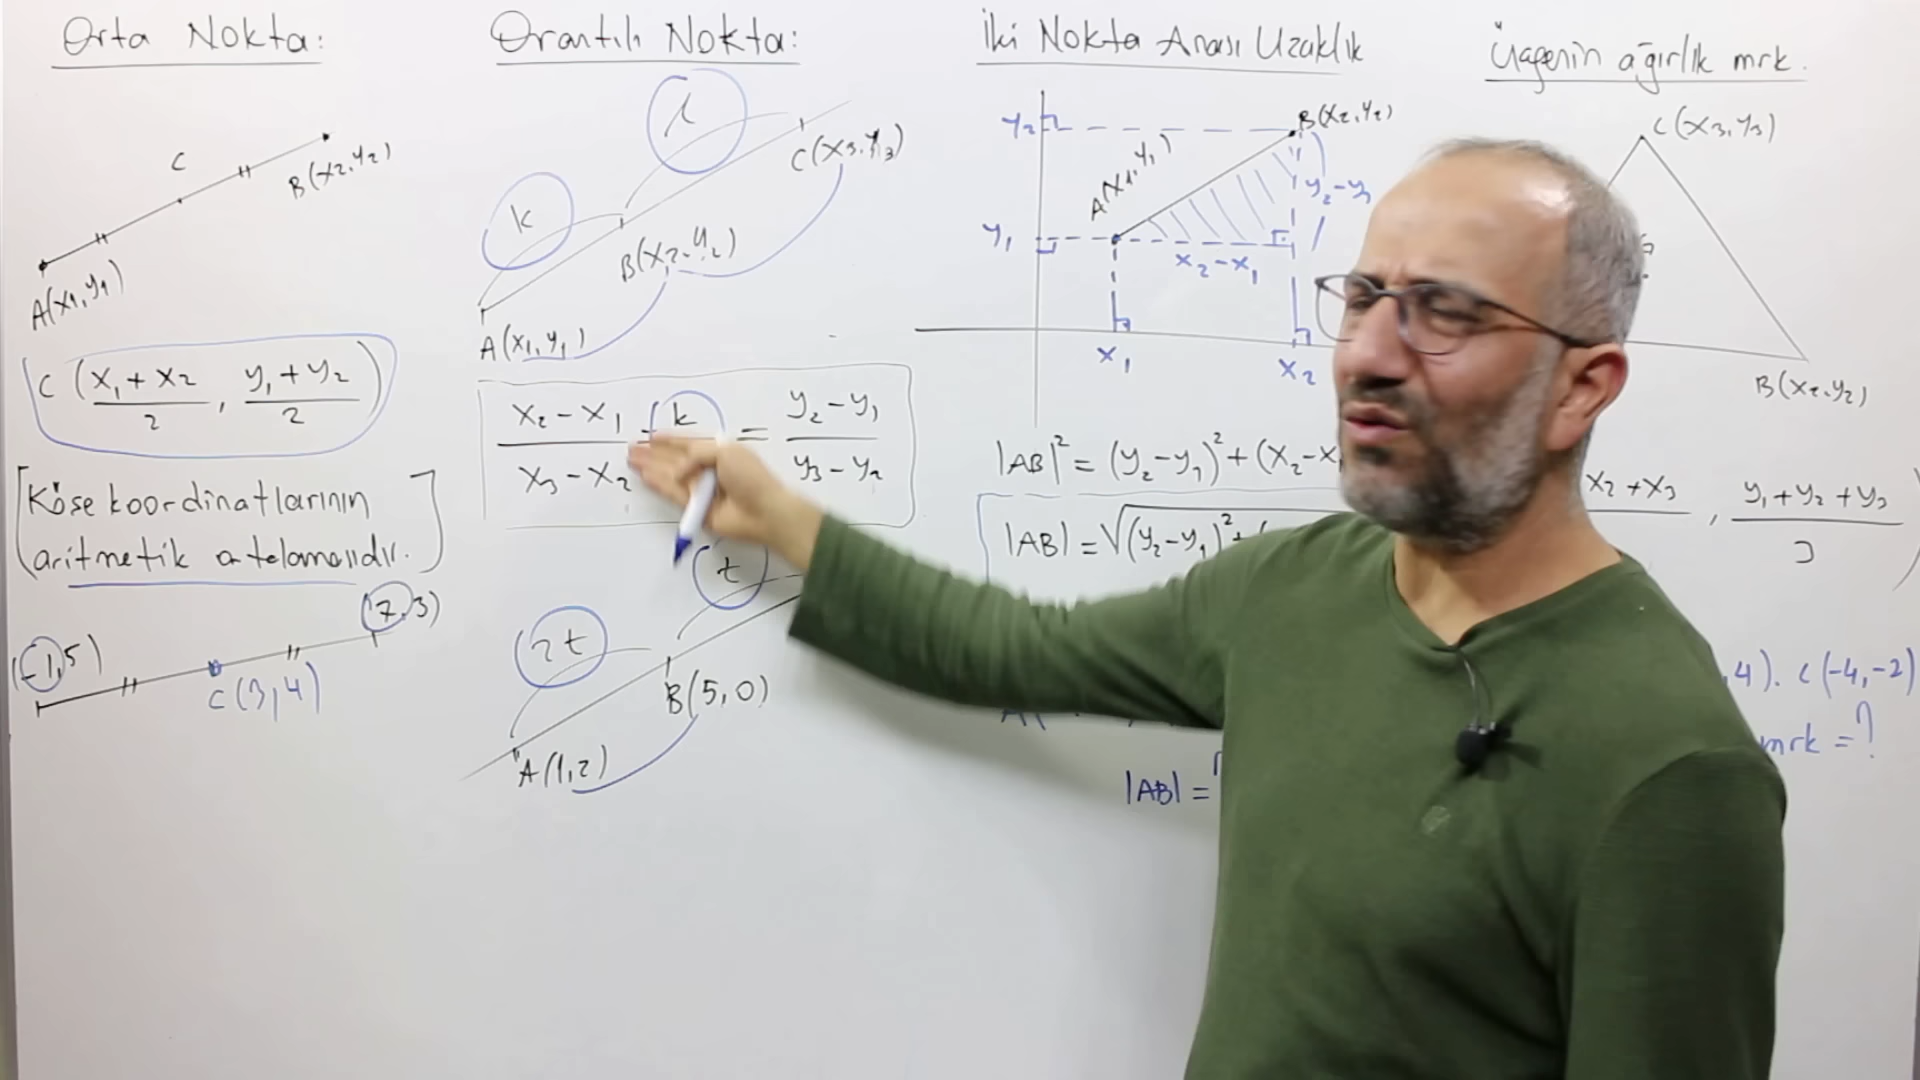 Orta Nokta:
C
B(x2,y2)
A(x1,y1)
C (x1 + x2 / 2 , y1 + y2 / 2)
[Köşe koordinatlarının
aritmetik ortalamasıdır.]
(-1,5)
(7,3)
C(3,4)
Orantılı Nokta:
λ
k
C(x3,y3)
B(x2,y2)
A(x1,y1)
x2 - x1 / x3 - x2 = k = y2 - y1 / y3 - y2
t
2t
B(5,0)
A(1,2)
İki Nokta Arası Uzaklık
y2
B(x2,y2)
A(x1,y1)
y2-y1
y1
x2-x1
x1
x2
|AB|² = (y2-y1)² + (x2-x
|AB| = √(y2-y1)² +
|AB| =
Üçgenin ağırlık mrk.
C(x3,y3)
G
B(x2,y2)
x2 + x3 , y1 + y2 + y3 / 3 )
,4). C(-4,-2)
mrk = ?